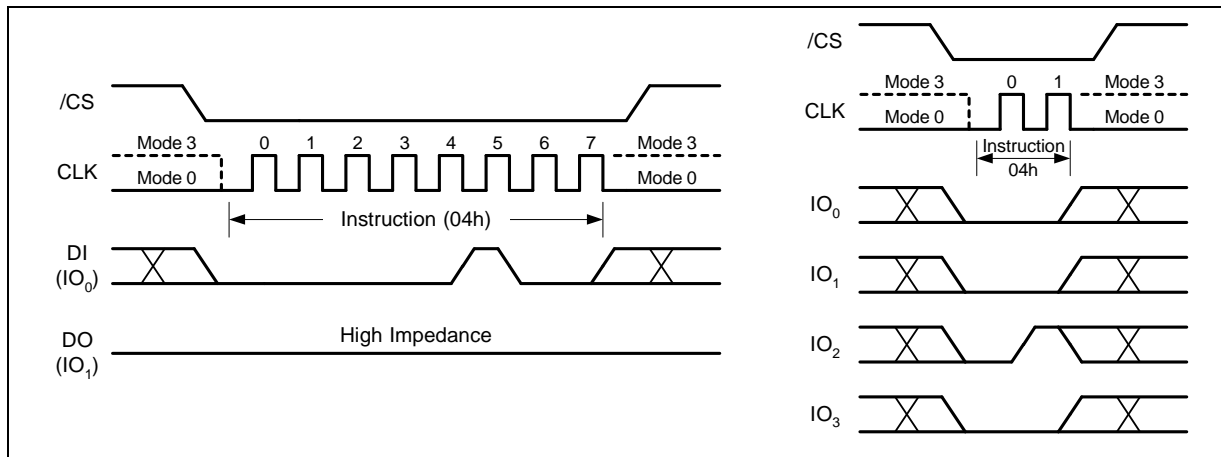 /CS
Mode 3 0 1 2 3 4 5 6 7 Mode 3
CLK
Mode 0 Mode 0
Instruction (04h)
DI
(IO0)
High Impedance
DO
(IO1)
/CS
Mode 3 0 1 Mode 3
CLK
Mode 0 Mode 0
Instruction
04h
IO0
IO1
IO2
IO3